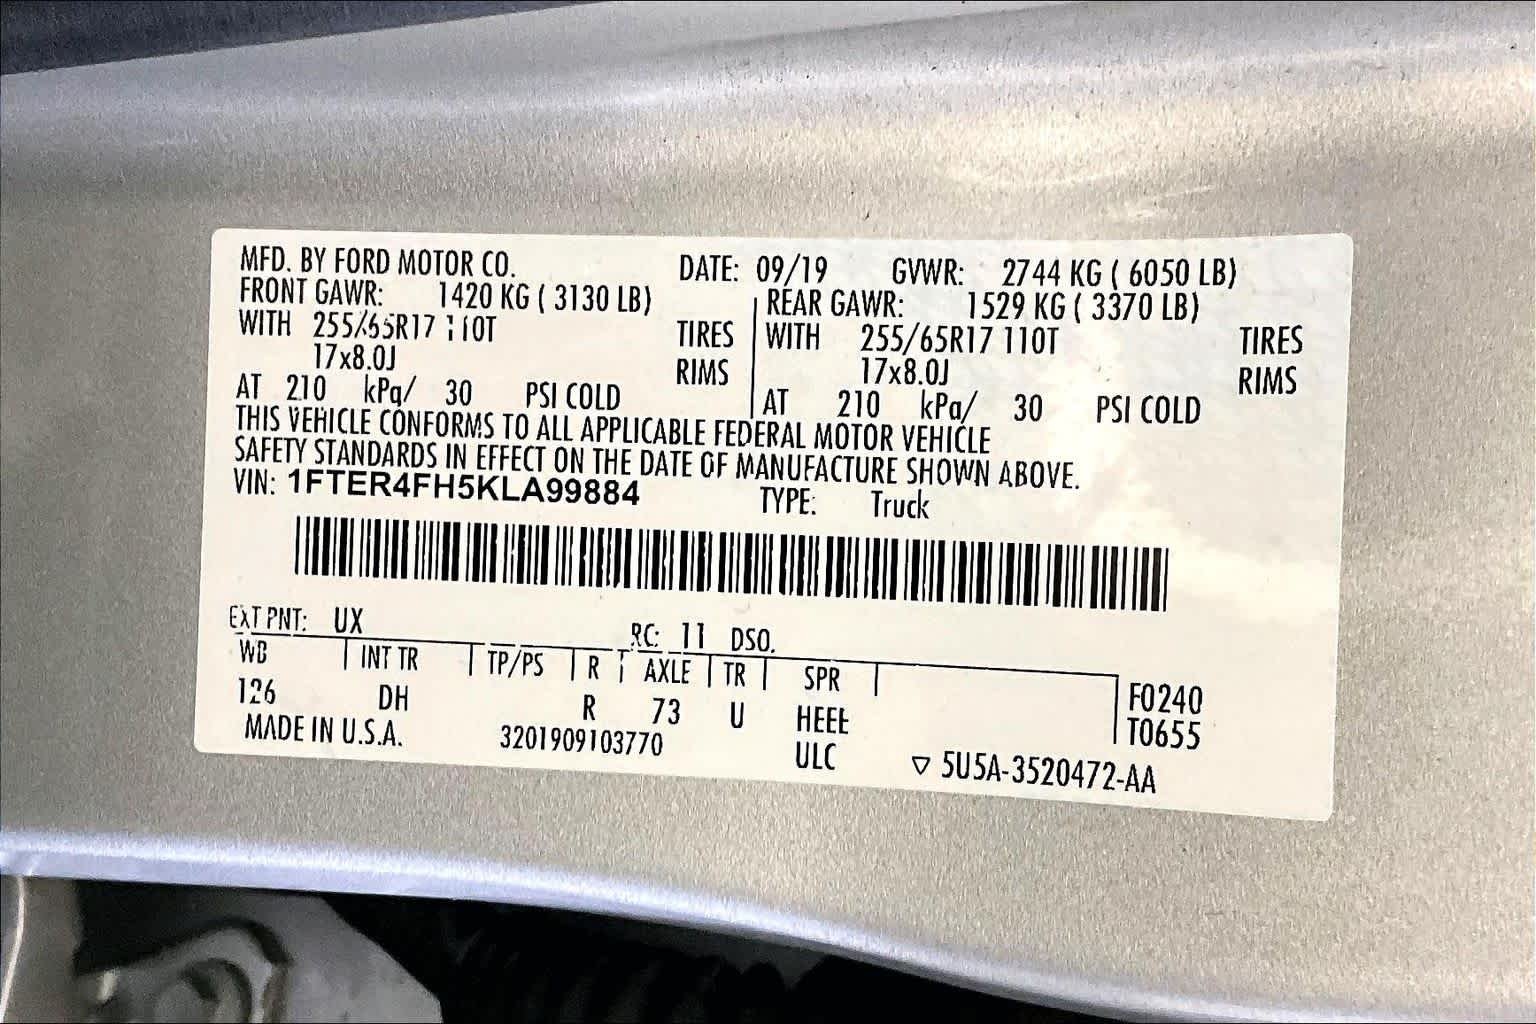 MFD. BY FORD MOTOR CO. DATE: 09/19 GVWR: 2744 KG ( 6050 LB)
FRONT GAWR: 1420 KG ( 3130 LB) REAR GAWR: 1529 KG ( 3370 LB)
WITH 255/65R17 110T TIRES WITH 255/65R17 110T TIRES
17x8.0J RIMS 17x8.0J RIMS
AT 210 kPa/ 30 PSI COLD AT 210 kPa/ 30 PSI COLD
THIS VEHICLE CONFORMS TO ALL APPLICABLE FEDERAL MOTOR VEHICLE
SAFETY STANDARDS IN EFFECT ON THE DATE OF MANUFACTURE SHOWN ABOVE.
VIN: 1FTER4FH5KLA99884 TYPE: Truck
EXT PNT: UX RC: 11 DSO.
WB INT TR TP/PS R AXLE TR SPR F0240
126 DH R 73 U HEEE T0655
MADE IN U.S.A. 3201909103770 ULC ▽ 5U5A-3520472-AA